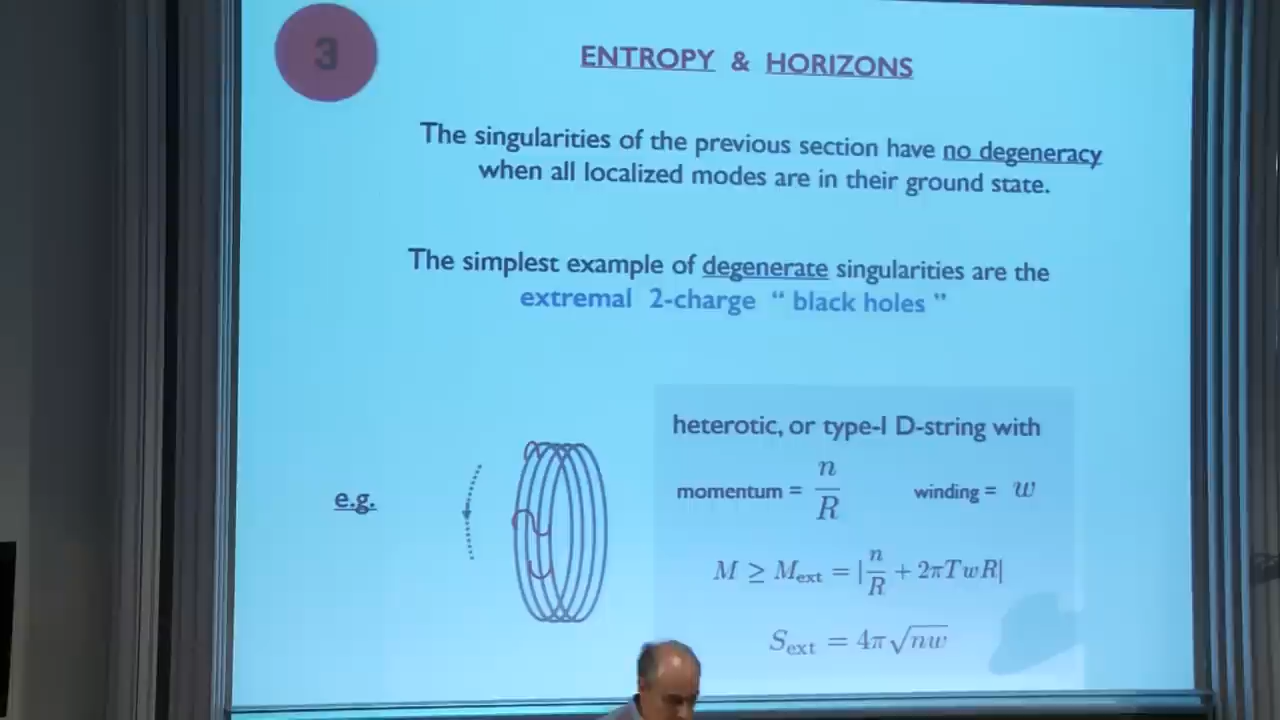 3
ENTROPY & HORIZONS
The singularities of the previous section have no degeneracy
when all localized modes are in their ground state.
The simplest example of degenerate singularities are the
extremal 2-charge “ black holes ”
heterotic, or type-I D-string with
momentum = n/R winding = w
e.g.
M ≥ M_ext = |n/R + 2πTwR|
S_ext = 4π√nw